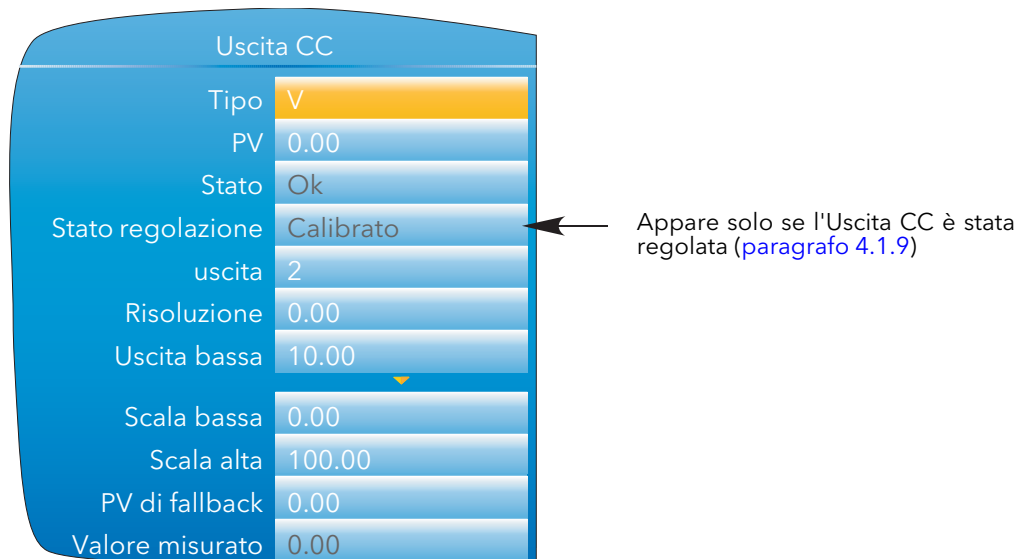 Uscita CC
Tipo V
PV 0.00
Stato Ok
Stato regolazione Calibrato
uscita 2
Risoluzione 0.00
Uscita bassa 10.00
Scala bassa 0.00
Scala alta 100.00
PV di fallback 0.00
Valore misurato 0.00
Appare solo se l'Uscita CC è stata
regolata (paragrafo 4.1.9)